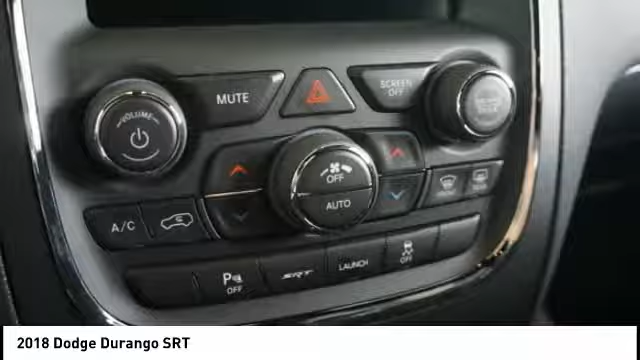 VOLUME
MUTE
SCREEN
OFF
OFF
AUTO
A/C
P
OFF
SRT
LAUNCH
OFF
2018 Dodge Durango SRT